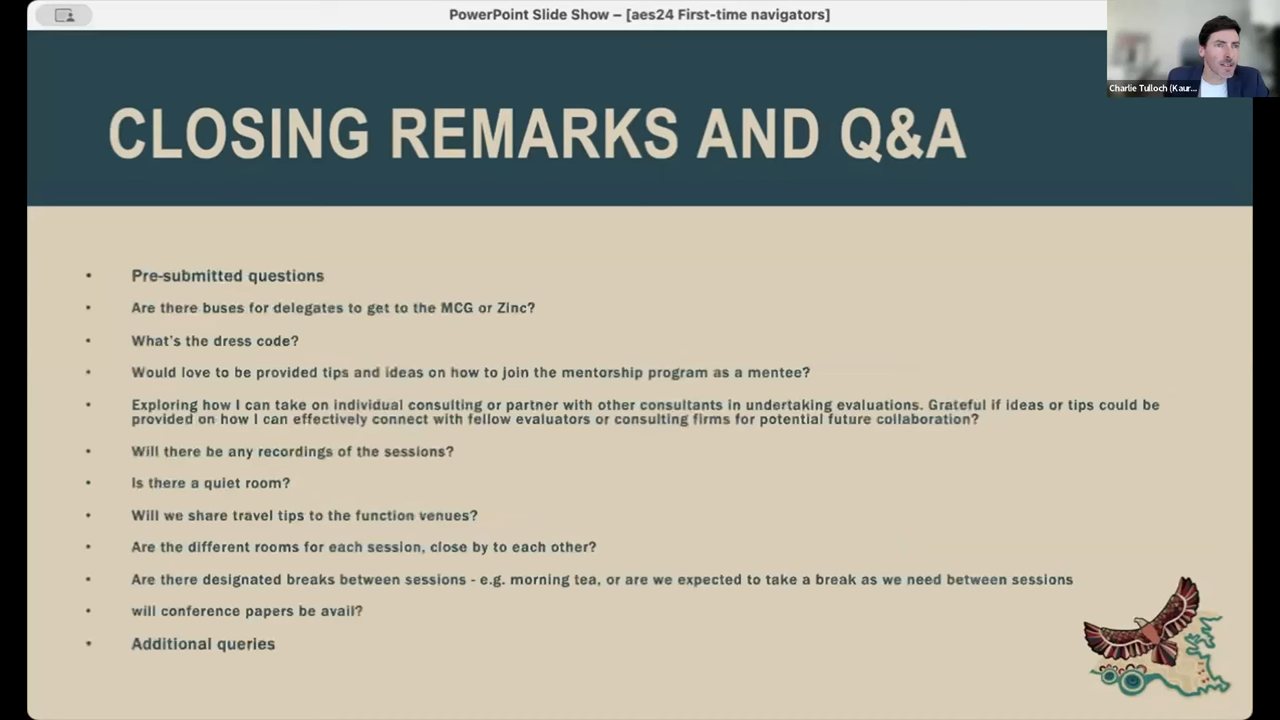 PowerPoint Slide Show – [aes24 First-time navigators]
Charlie Tulloch (Kaur...
CLOSING REMARKS AND Q&A
• Pre-submitted questions
• Are there buses for delegates to get to the MCG or Zinc?
• What's the dress code?
• Would love to be provided tips and ideas on how to join the mentorship program as a mentee?
• Exploring how I can take on individual consulting or partner with other consultants in undertaking evaluations. Grateful if ideas or tips could be
provided on how I can effectively connect with fellow evaluators or consulting firms for potential future collaboration?
• Will there be any recordings of the sessions?
• Is there a quiet room?
• Will we share travel tips to the function venues?
• Are the different rooms for each session, close by to each other?
• Are there designated breaks between sessions - e.g. morning tea, or are we expected to take a break as we need between sessions
• will conference papers be avail?
• Additional queries